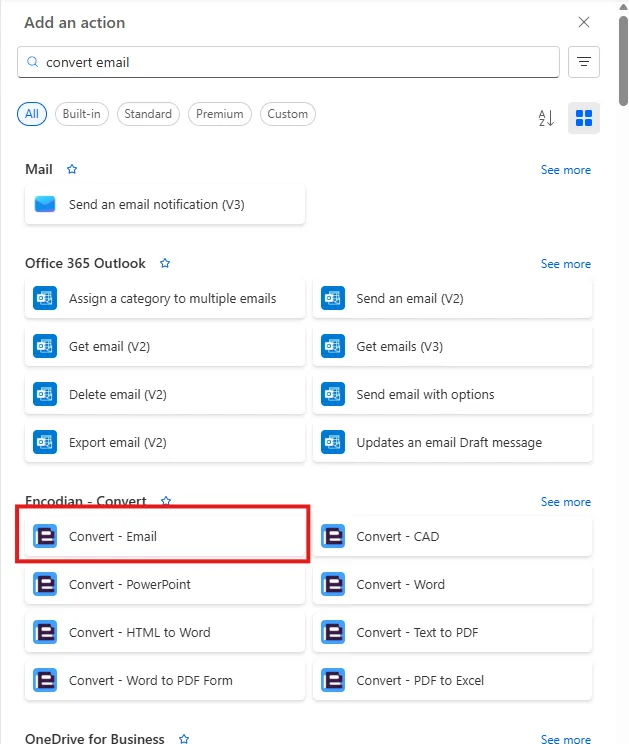 Add an action
convert email
All Built-in Standard Premium Custom
A
Z
Mail See more
Send an email notification (V3)
Office 365 Outlook See more
Assign a category to multiple emails Send an email (V2)
Get email (V2) Get emails (V3)
Delete email (V2) Send email with options
Export email (V2) Updates an email Draft message
Encodian - Convert See more
Convert - Email Convert - CAD
Convert - PowerPoint Convert - Word
Convert - HTML to Word Convert - Text to PDF
Convert - Word to PDF Form Convert - PDF to Excel
OneDrive for Business See more